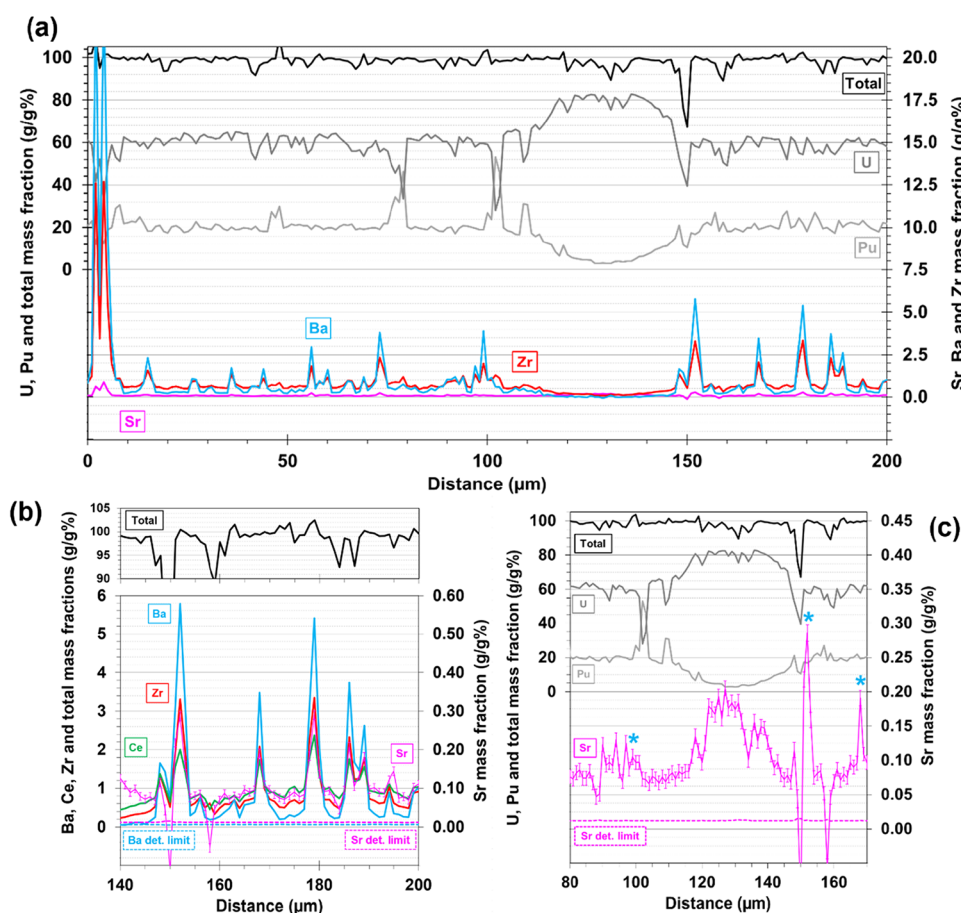 (a)
100
80
60
40
20
0
20.0
17.5
15.0
12.5
10.0
7.5
5.0
2.5
0.0
U, Pu and total mass fraction (g/g%)
Sr, Ba and Zr mass fraction (g/g%)
Total
U
Pu
Ba
Zr
Sr
0 50 100 150 200
Distance (µm)
(b)
105
100
95
90
Total
6
5
4
3
2
1
0
0.60
0.50
0.40
0.30
0.20
0.10
0.00
Ba, Ce, Zr and total mass fractions (g/g%)
Sr mass fraction (g/g%)
Ba
Zr
Ce
Sr
Ba det. limit
Sr det. limit
140 160 180 200
Distance (µm)
(c)
100
80
60
40
20
0
0.45
0.40
0.35
0.30
0.25
0.20
0.15
0.10
0.05
0.00
U, Pu and total mass fraction (g/g%)
Sr mass fraction (g/g%)
Total
U
Pu
*
*
*
Sr
Sr det. limit
80 100 120 140 160
Distance (µm)